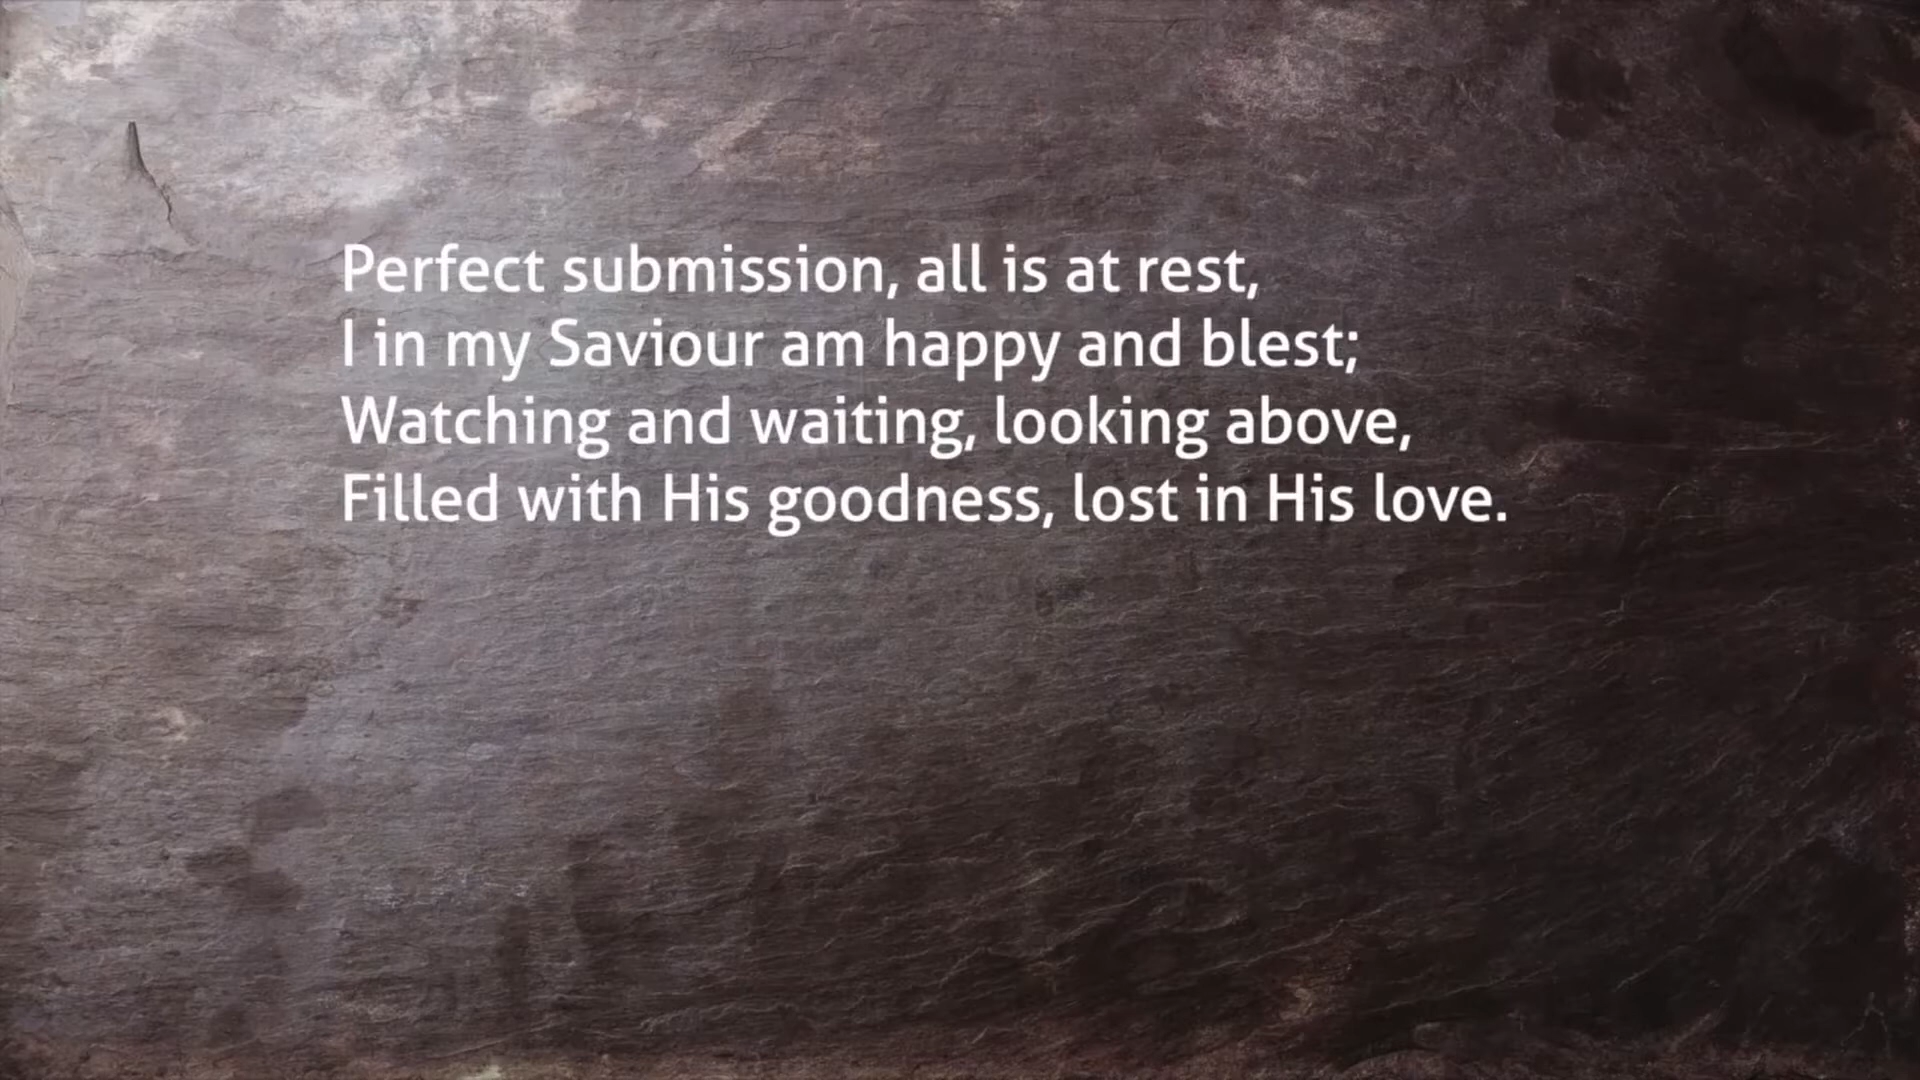 Perfect submission, all is at rest,
I in my Saviour am happy and blest;
Watching and waiting, looking above,
Filled with His goodness, lost in His love.